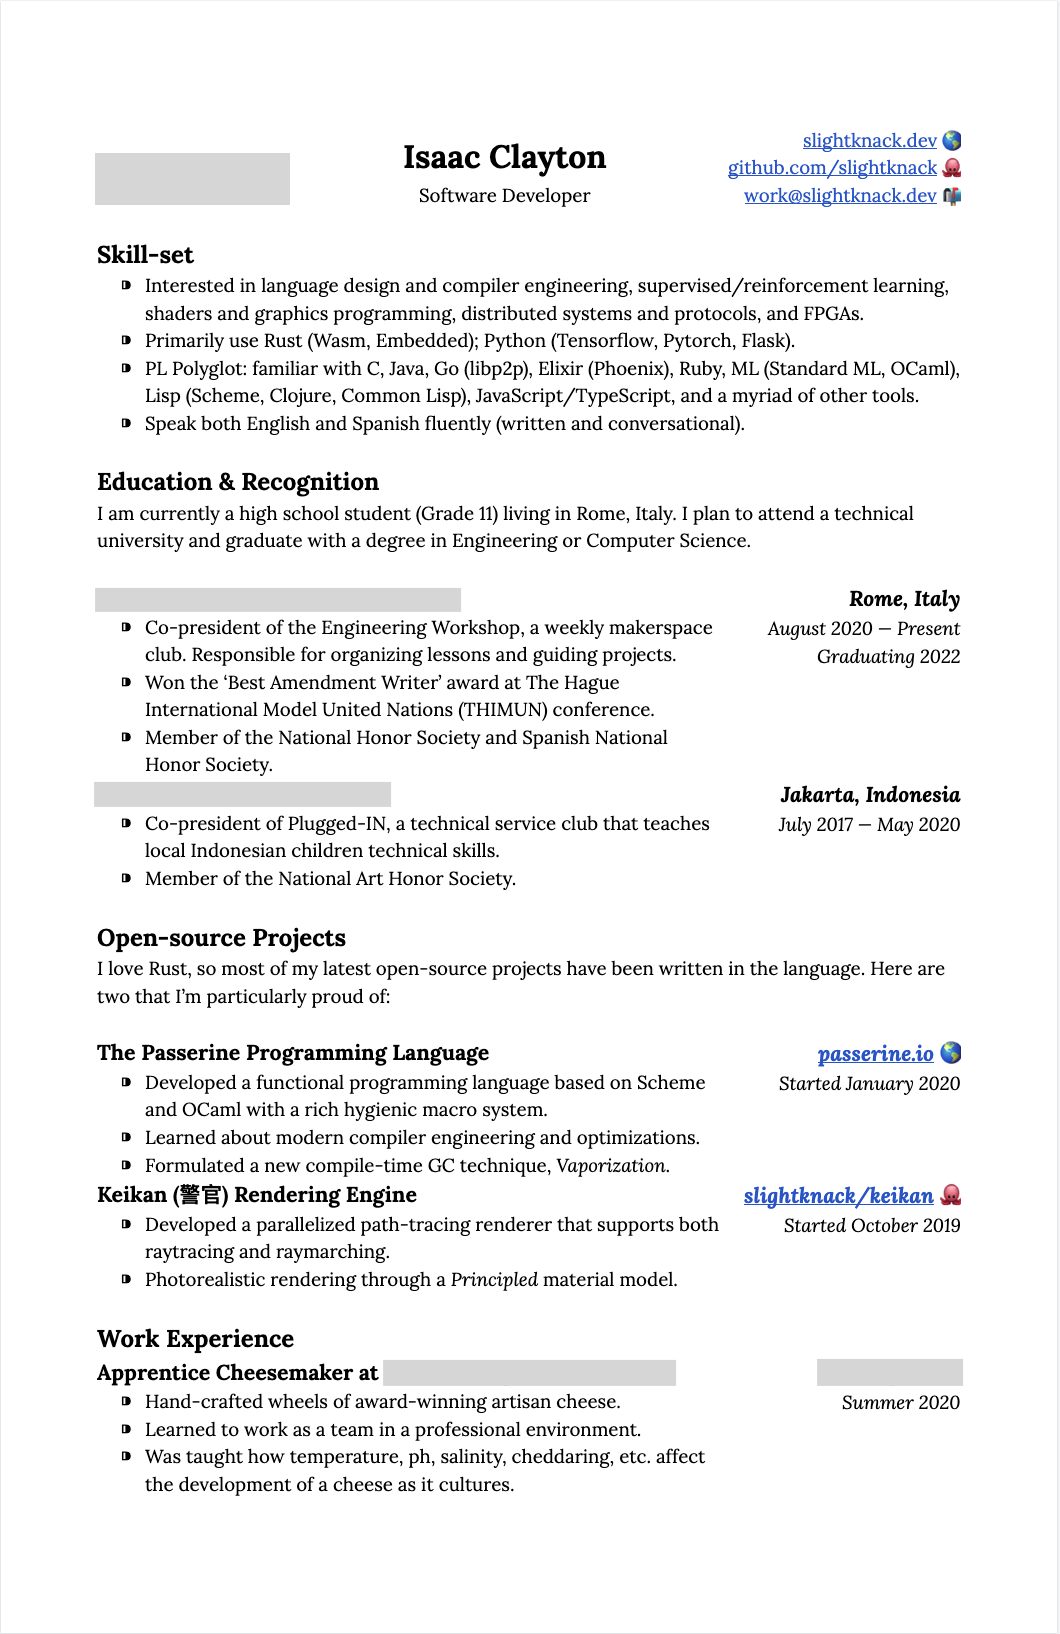 Isaac Clayton
Software Developer
slightknack.dev 🌎
github.com/slightknack 🐙
work@slightknack.dev 📬
Skill-set
Interested in language design and compiler engineering, supervised/reinforcement learning,
shaders and graphics programming, distributed systems and protocols, and FPGAs.
Primarily use Rust (Wasm, Embedded); Python (Tensorflow, Pytorch, Flask).
PL Polyglot: familiar with C, Java, Go (libp2p), Elixir (Phoenix), Ruby, ML (Standard ML, OCaml),
Lisp (Scheme, Clojure, Common Lisp), JavaScript/TypeScript, and a myriad of other tools.
Speak both English and Spanish fluently (written and conversational).
Education & Recognition
I am currently a high school student (Grade 11) living in Rome, Italy. I plan to attend a technical
university and graduate with a degree in Engineering or Computer Science.
Rome, Italy
August 2020 — Present
Graduating 2022
Co-president of the Engineering Workshop, a weekly makerspace
club. Responsible for organizing lessons and guiding projects.
Won the ‘Best Amendment Writer’ award at The Hague
International Model United Nations (THIMUN) conference.
Member of the National Honor Society and Spanish National
Honor Society.
Jakarta, Indonesia
July 2017 — May 2020
Co-president of Plugged-IN, a technical service club that teaches
local Indonesian children technical skills.
Member of the National Art Honor Society.
Open-source Projects
I love Rust, so most of my latest open-source projects have been written in the language. Here are
two that I’m particularly proud of:
The Passerine Programming Language
passerine.io 🌎
Started January 2020
Developed a functional programming language based on Scheme
and OCaml with a rich hygienic macro system.
Learned about modern compiler engineering and optimizations.
Formulated a new compile-time GC technique, Vaporization.
Keikan (警官) Rendering Engine
slightknack/keikan 🐙
Started October 2019
Developed a parallelized path-tracing renderer that supports both
raytracing and raymarching.
Photorealistic rendering through a Principled material model.
Work Experience
Apprentice Cheesemaker at
Summer 2020
Hand-crafted wheels of award-winning artisan cheese.
Learned to work as a team in a professional environment.
Was taught how temperature, ph, salinity, cheddaring, etc. affect
the development of a cheese as it cultures.